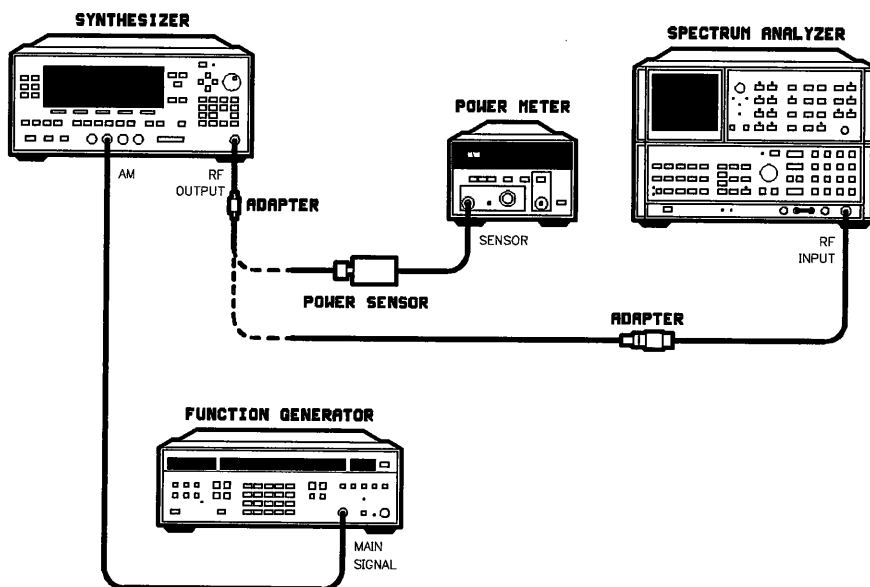 SYNTHESIZER
SPECTRUM ANALYZER
POWER METER
AM
RF
OUTPUT
ADAPTER
SENSOR
RF
INPUT
POWER SENSOR
ADAPTER
FUNCTION GENERATOR
MAIN
SIGNAL